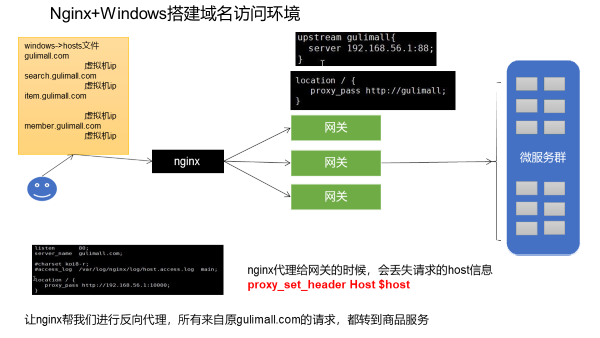 Nginx+Windows搭建域名访问环境
windows->hosts文件
gulimall.com
虚拟机ip
search.gulimall.com
虚拟机ip
item.gulimall.com
虚拟机ip
member.gulimall.com
虚拟机ip
upstream gulimall{
server 192.168.56.1:88;
}
location / {
proxy_pass http://gulimall;
}
网关
nginx
网关
网关
微服务群
listen 80;
server_name gulimall.com;
#charset koi8-r;
#access_log /var/log/nginx/log/host.access.log main;
location / {
proxy_pass http://192.168.56.1:10000;
}
nginx代理给网关的时候，会丢失请求的host信息
proxy_set_header Host $host
让nginx帮我们进行反向代理，所有来自原gulimall.com的请求，都转到商品服务